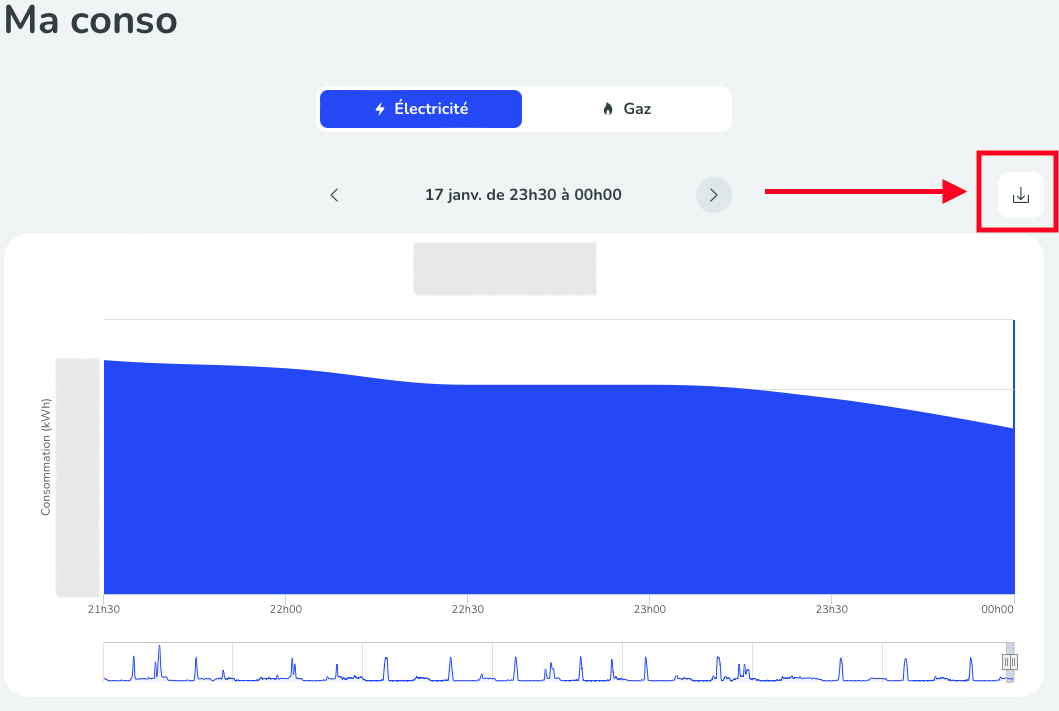 Ma conso
Électricité
Gaz
17 janv. de 23h30 à 00h00
Consommation (kWh)
21h30
22h00
22h30
23h00
23h30
00h00